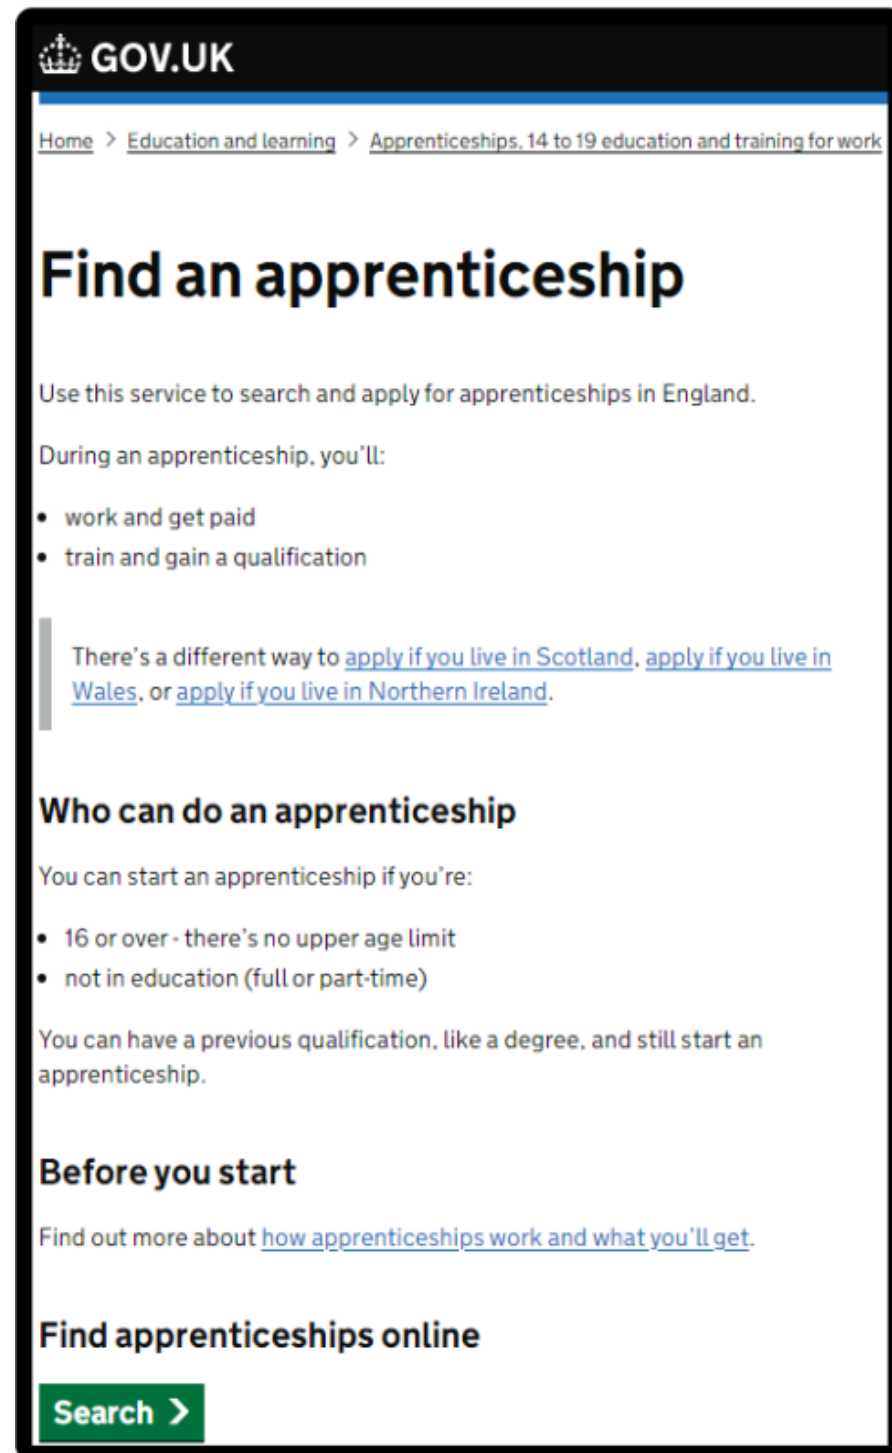 GOV.UK
Home > Education and learning > Apprenticeships, 14 to 19 education and training for work
Find an apprenticeship
Use this service to search and apply for apprenticeships in England.
During an apprenticeship, you'll:
• work and get paid
• train and gain a qualification
There's a different way to apply if you live in Scotland, apply if you live in
Wales, or apply if you live in Northern Ireland.
Who can do an apprenticeship
You can start an apprenticeship if you're:
• 16 or over - there's no upper age limit
• not in education (full or part-time)
You can have a previous qualification, like a degree, and still start an
apprenticeship.
Before you start
Find out more about how apprenticeships work and what you'll get.
Find apprenticeships online
Search >